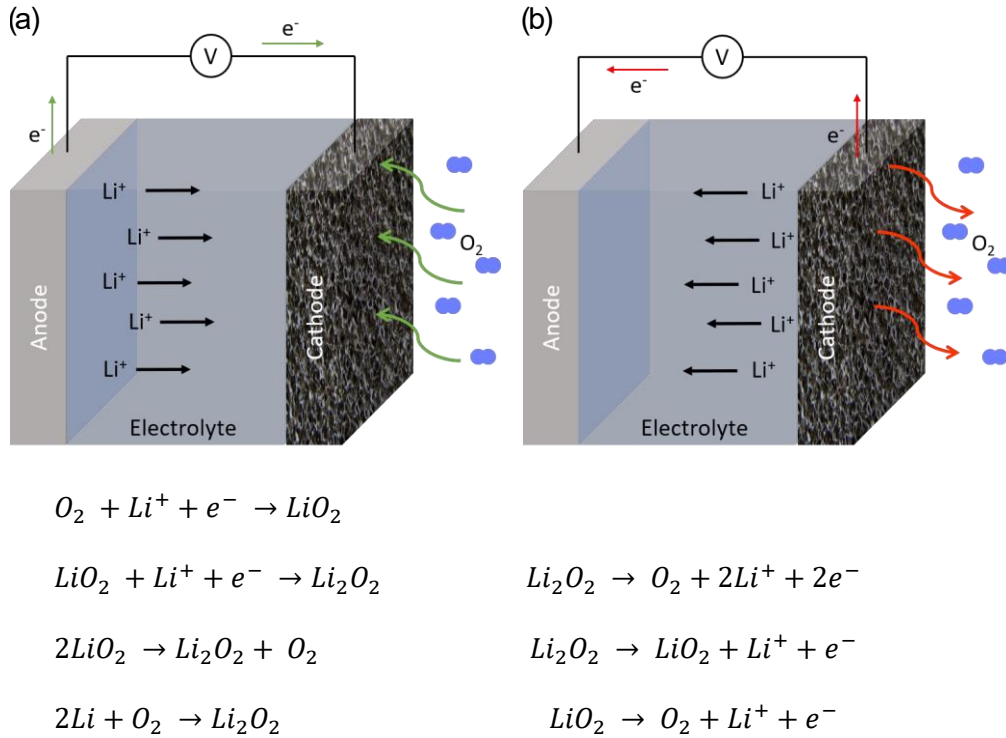 (a)
e⁻
V
e⁻
Li⁺
Li⁺
Li⁺
Li⁺
Li⁺
O₂
Anode
Cathode
Electrolyte
O₂ + Li⁺ + e⁻ → LiO₂
LiO₂ + Li⁺ + e⁻ → Li₂O₂
2LiO₂ → Li₂O₂ + O₂
2Li + O₂ → Li₂O₂
(b)
V
e⁻
e⁻
Li⁺
Li⁺
Li⁺
Li⁺
Li⁺
O₂
Anode
Cathode
Electrolyte
Li₂O₂ → O₂ + 2Li⁺ + 2e⁻
Li₂O₂ → LiO₂ + Li⁺ + e⁻
LiO₂ → O₂ + Li⁺ + e⁻